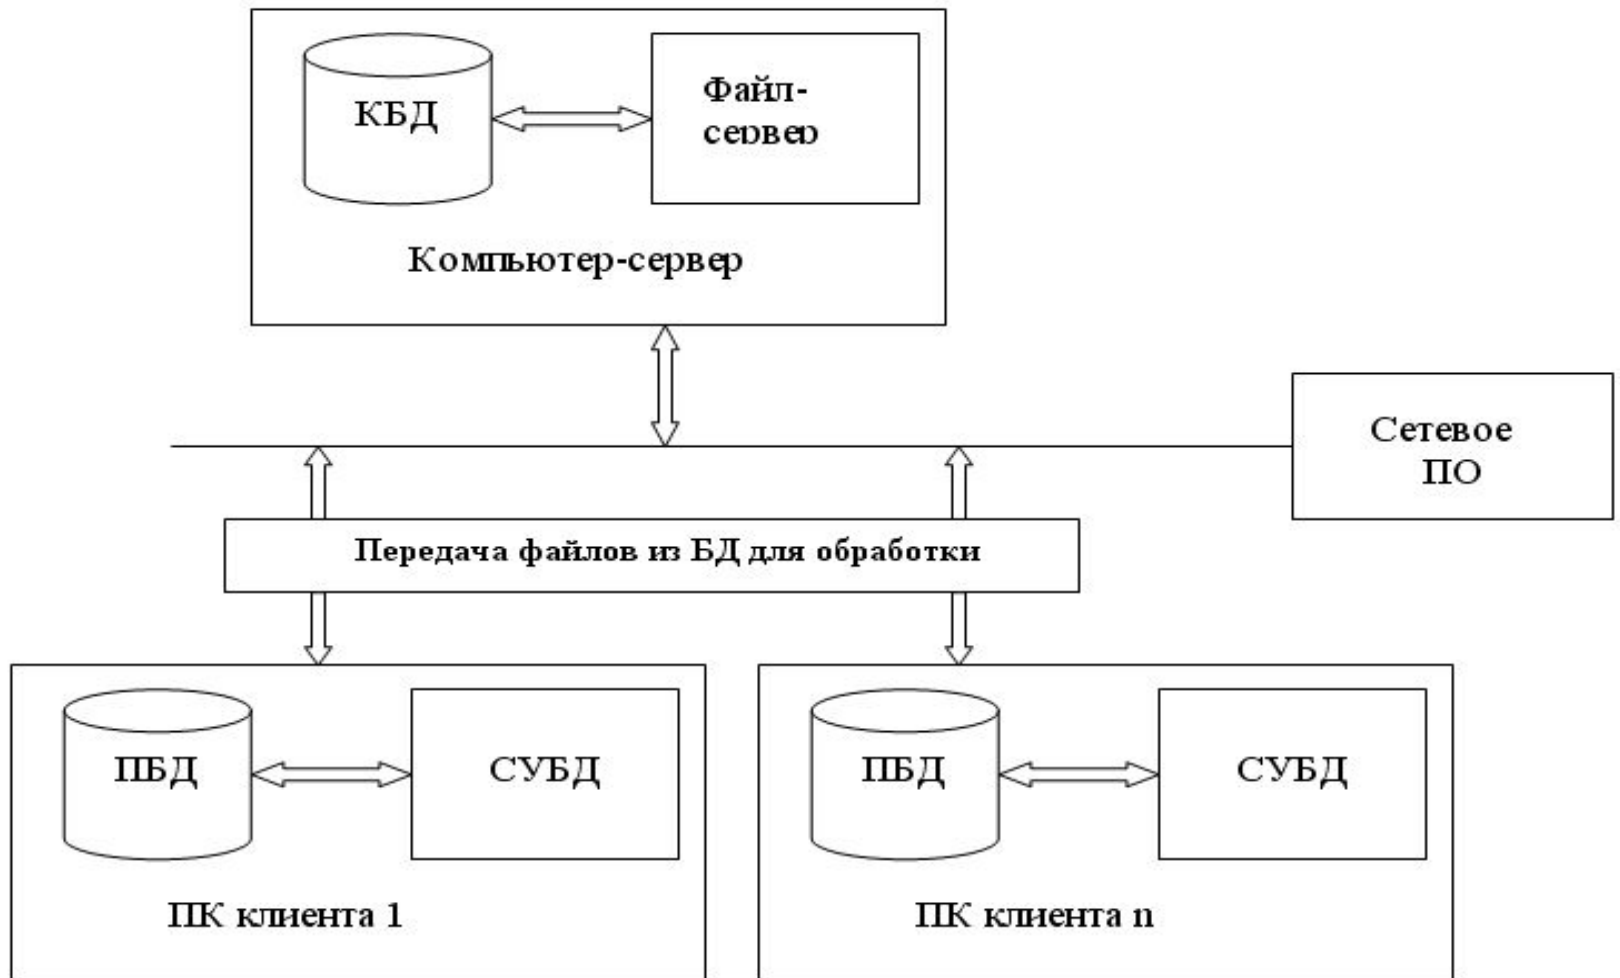 КБД
Файл-
сервер
Компьютер-сервер
Сетевое
ПО
Передача файлов из БД для обработки
ПБД
СУБД
ПК клиента 1
ПБД
СУБД
ПК клиента n